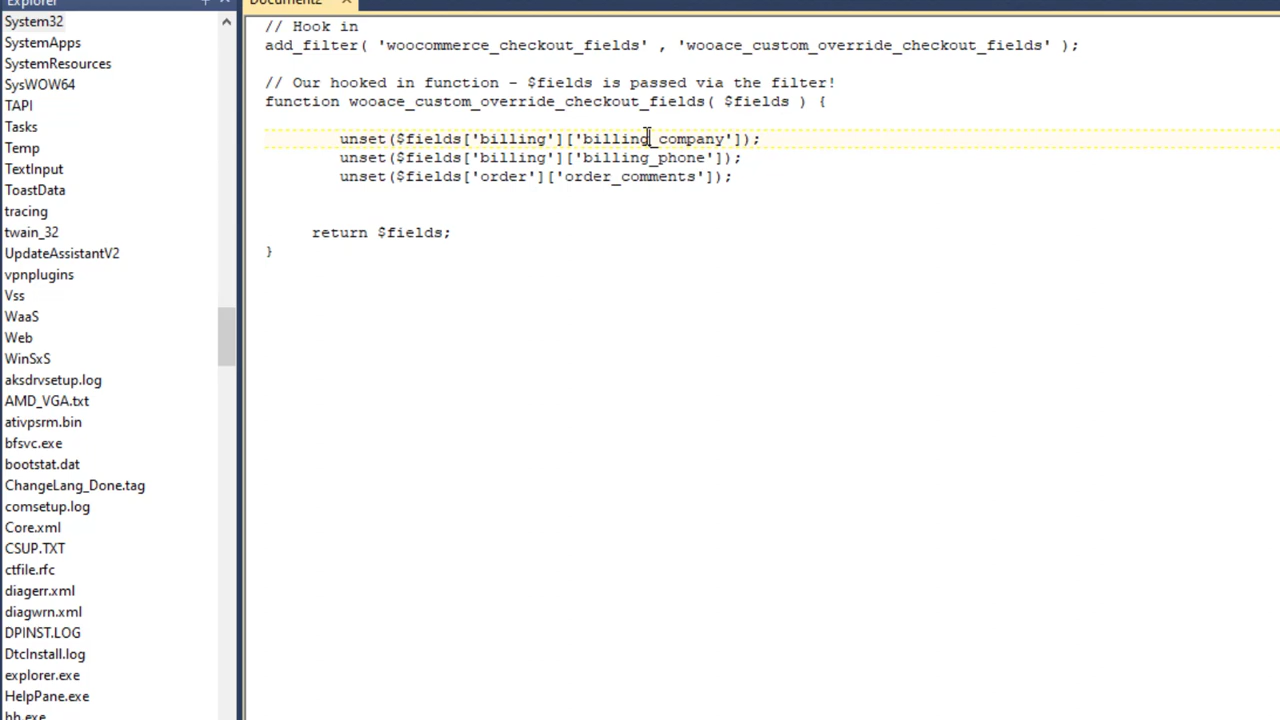 Explorer
System32
SystemApps
SystemResources
SysWOW64
TAPI
Tasks
Temp
TextInput
ToastData
tracing
twain_32
UpdateAssistantV2
vpnplugins
Vss
WaaS
Web
WinSxS
aksdrvsetup.log
AMD_VGA.txt
ativpsrm.bin
bfsvc.exe
bootstat.dat
ChangeLang_Done.tag
comsetup.log
Core.xml
CSUP.TXT
ctfile.rfc
diagerr.xml
diagwrn.xml
DPINST.LOG
DtcInstall.log
explorer.exe
HelpPane.exe
hh.exe
Document2
// Hook in
add_filter( 'woocommerce_checkout_fields' , 'wooace_custom_override_checkout_fields' );
// Our hooked in function - $fields is passed via the filter!
function wooace_custom_override_checkout_fields( $fields ) {
unset($fields['billing']['billing_company']);
unset($fields['billing']['billing_phone']);
unset($fields['order']['order_comments']);
return $fields;
}